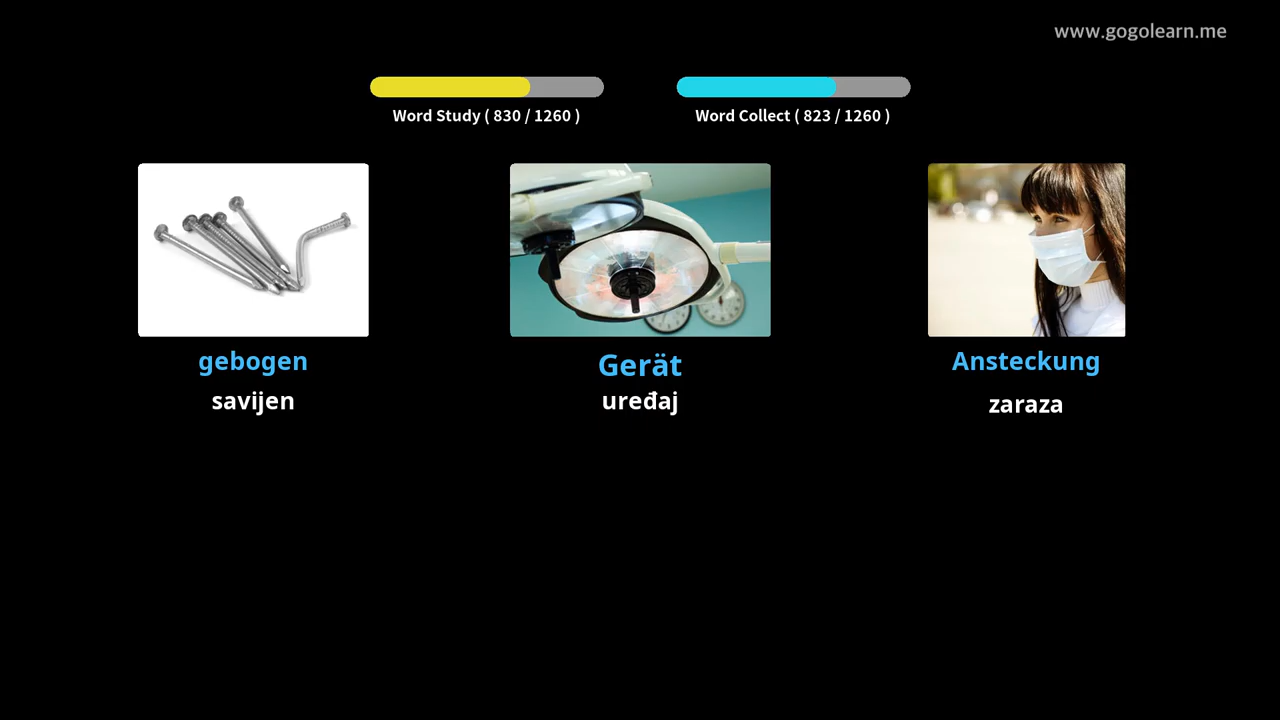 www.gogolearn.me
Word Study ( 830 / 1260 )
Word Collect ( 823 / 1260 )
gebogen
Gerät
Ansteckung
savijen
uređaj
zaraza